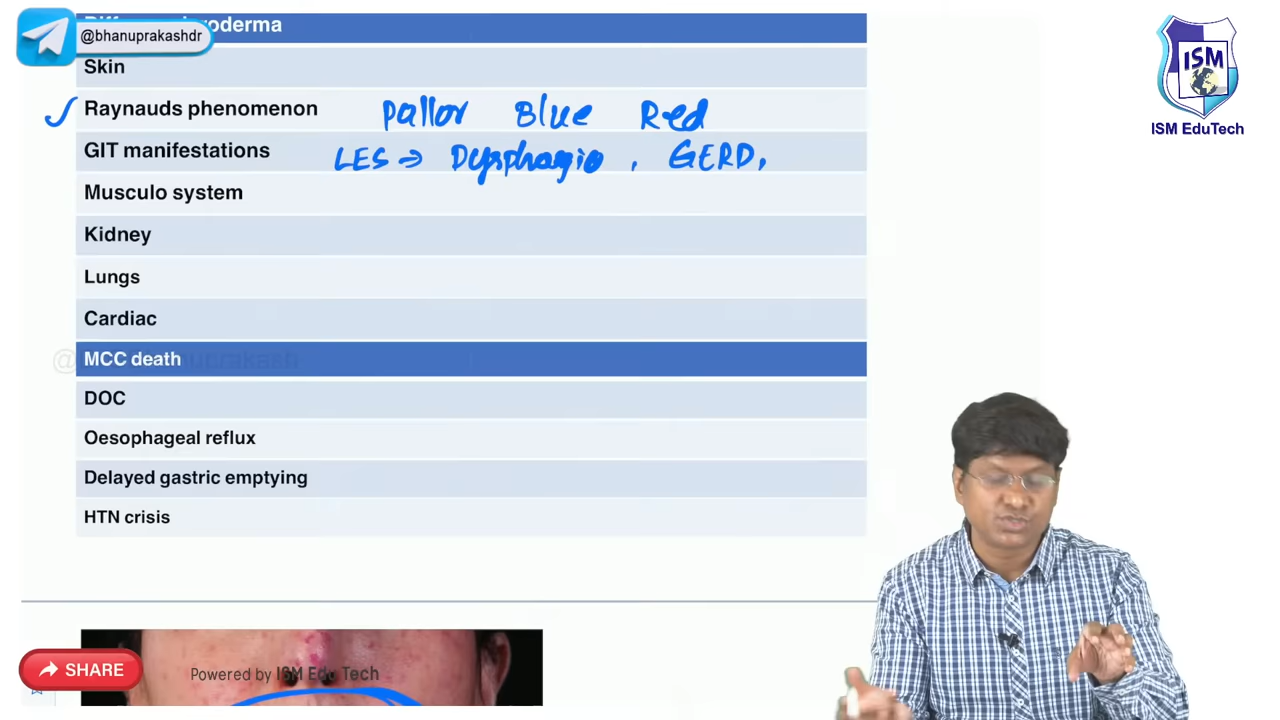 @bhanuprakashdr
roderma
Skin
Raynauds phenomenon Pallor Blue Red
GIT manifestations LES → Dysphagia, GERD,
Musculo system
Kidney
Lungs
Cardiac
MCC death
DOC
Oesophageal reflux
Delayed gastric emptying
HTN crisis
ISM
ISM EduTech
SHARE
Powered by ISM Edu Tech